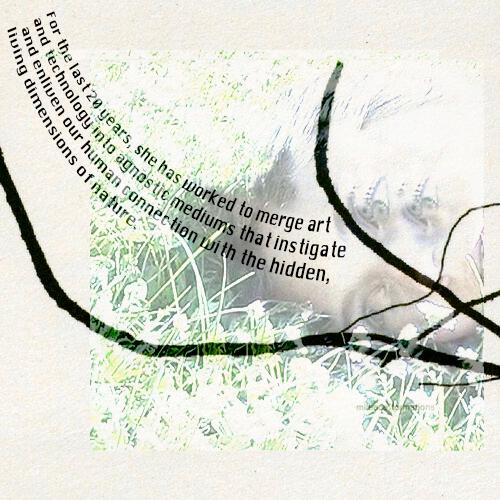 For the last 20 years, she has worked to merge art
and technology into agnostic mediums that instigate
and enliven our human connection with the hidden,
living dimensions of nature.